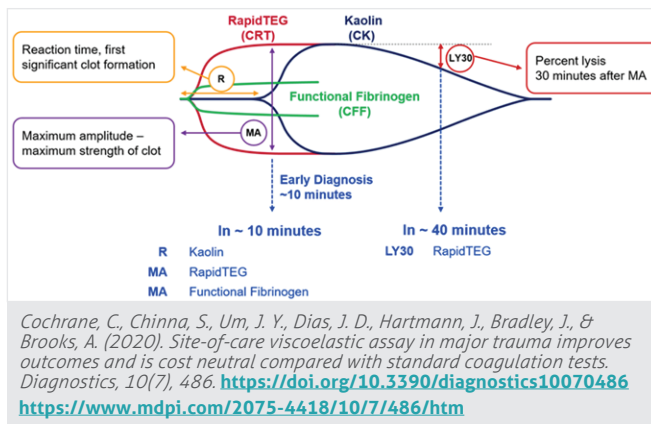 RapidTEG
(CRT)
Kaolin
(CK)
Reaction time, first
significant clot formation
R
LY30
Percent lysis
30 minutes after MA
Functional Fibrinogen
(CFF)
Maximum amplitude –
maximum strength of clot
MA
Early Diagnosis
~10 minutes
In ~ 10 minutes
R Kaolin
MA RapidTEG
MA Functional Fibrinogen
In ~ 40 minutes
LY30 RapidTEG
Cochrane, C., Chinna, S., Um, J. Y., Dias, J. D., Hartmann, J., Bradley, J., &
Brooks, A. (2020). Site-of-care viscoelastic assay in major trauma improves
outcomes and is cost neutral compared with standard coagulation tests.
Diagnostics, 10(7), 486. https://doi.org/10.3390/diagnostics10070486
https://www.mdpi.com/2075-4418/10/7/486/htm